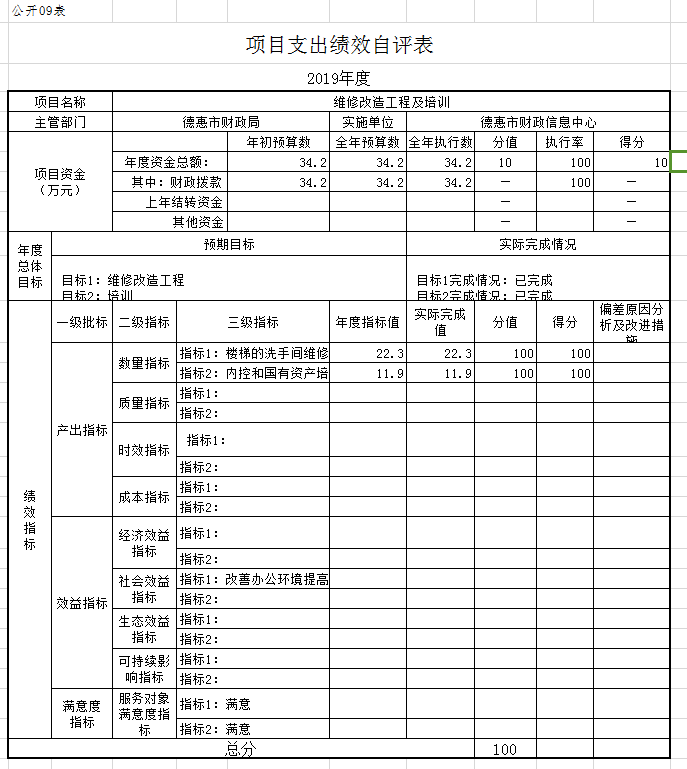 公开09表
项目支出绩效自评表
2019年度
项目名称 维修改造工程及培训
主管部门 德惠市财政局 实施单位 德惠市财政信息中心
项目资金（万元） 年初预算数 全年预算数 全年执行数 分值 执行率 得分
年度资金总额： 34.2 34.2 34.2 10 100 10
其中：财政拨款 34.2 34.2 34.2 － 100 －
上年结转资金 － －
其他资金 － －
年度总体目标 预期目标 实际完成情况
目标1：维修改造工程 目标1完成情况：已完成
目标2：培训 目标2完成情况：已完成
绩效指标 一级批标 二级指标 三级指标 年度指标值 实际完成值 分值 得分 偏差原因分析及改进措施
产出指标 数量指标 指标1：楼梯的洗手间维修 22.3 22.3 100 100
指标2：内控和国有资产培 11.9 11.9 100 100
质量指标 指标1：
指标2：
时效指标 指标1：
指标2：
成本指标 指标1：
指标2：
效益指标 经济效益指标 指标1：
指标2：
社会效益指标 指标1：改善办公环境提高
指标2：
生态效益指标 指标1：
指标2：
可持续影响指标 指标1：
指标2：
满意度指标 服务对象满意度指标 指标1：满意
指标2：满意
总分 100